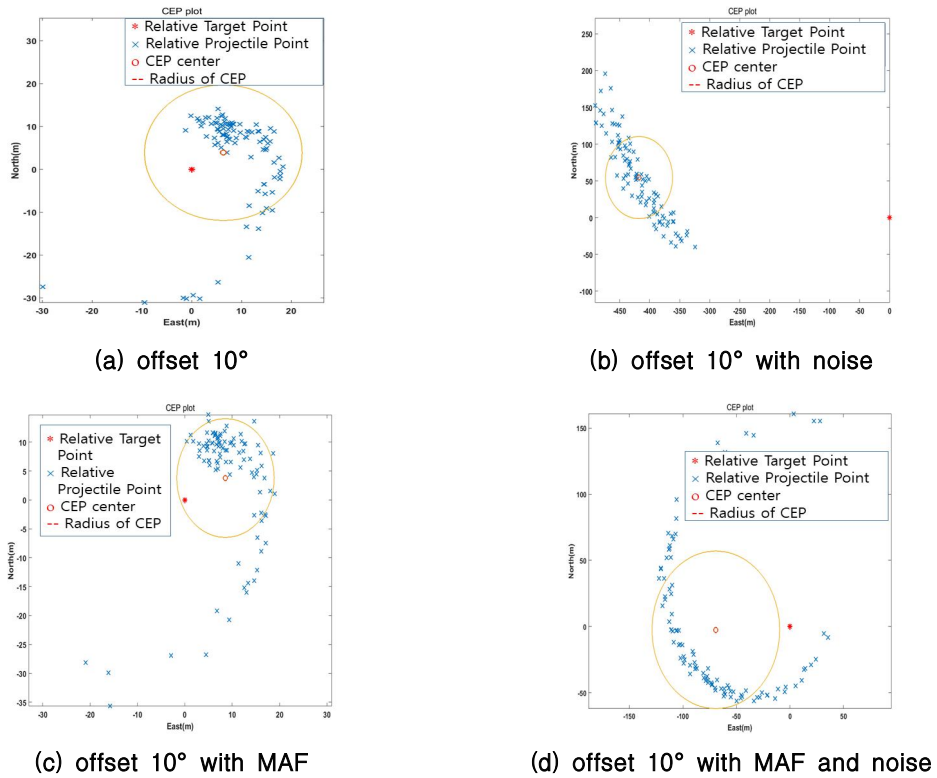 CEP plot
* Relative Target Point
× Relative Projectile Point
o CEP center
-- Radius of CEP
North(m)
30
20
10
0
-10
-20
-30
-30
-20
-10
0
10
20
East(m)
(a) offset 10°
CEP plot
* Relative Target Point
× Relative Projectile Point
o CEP center
-- Radius of CEP
North(m)
250
200
150
100
50
0
-50
-100
-450
-400
-350
-300
-250
-200
-150
-100
-50
0
East(m)
(b) offset 10° with noise
CEP plot
* Relative Target
Point
× Relative
Projectile Point
o CEP center
-- Radius of CEP
North(m)
10
5
0
-5
-10
-15
-20
-25
-30
-35
-30
-20
-10
0
10
20
30
East(m)
(c) offset 10° with MAF
CEP plot
* Relative Target Point
× Relative Projectile Point
o CEP center
-- Radius of CEP
North(m)
150
100
50
0
-50
-150
-100
-50
0
50
East(m)
(d) offset 10° with MAF and noise